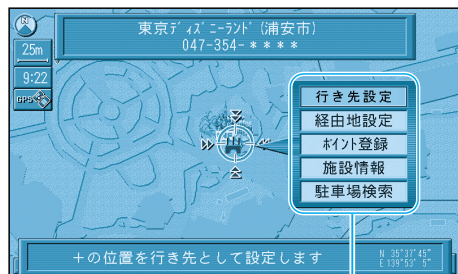 東京ディズニーランド(浦安市)
047-354-****
25m
9:22
GPS
行き先設定
経由地設定
ポイント登録
施設情報
駐車場検索
+の位置を行き先として設定します
N 35°37'45"
E 139°53' 5"